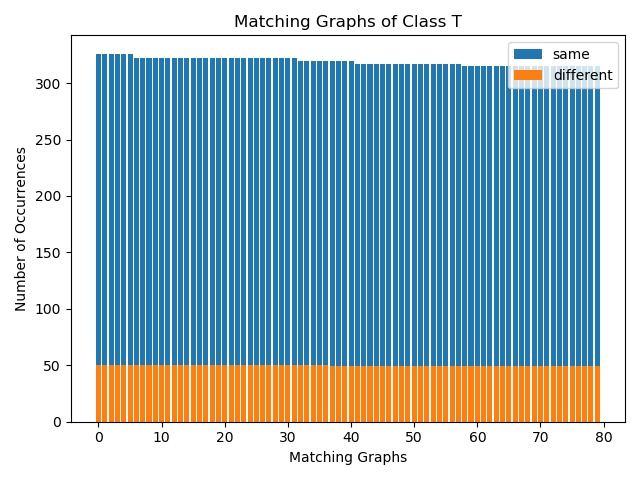 Matching Graphs of Class T
same
different
Number of Occurrences
300
250
200
150
100
50
0
0 10 20 30 40 50 60 70 80
Matching Graphs